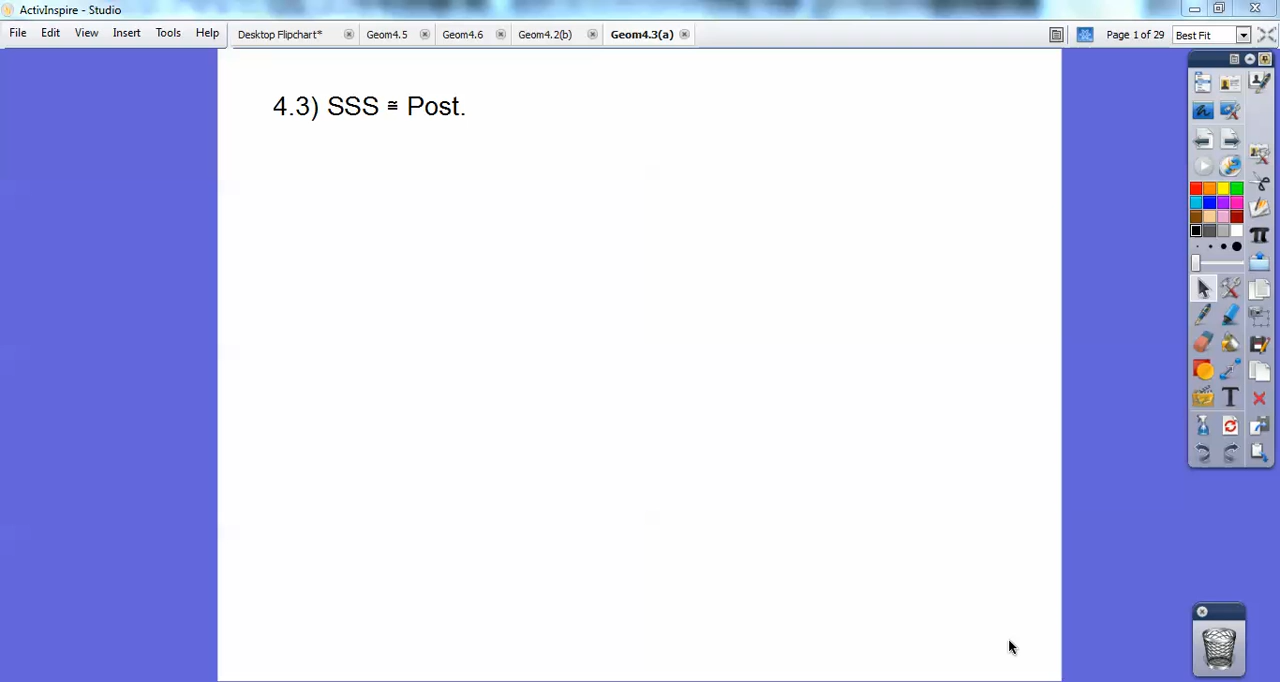 ActivInspire - Studio
File Edit View Insert Tools Help
Desktop Flipchart* Geom4.5 Geom4.6 Geom4.2(b) Geom4.3(a) Page 1 of 29 Best Fit
4.3) SSS ≅ Post.